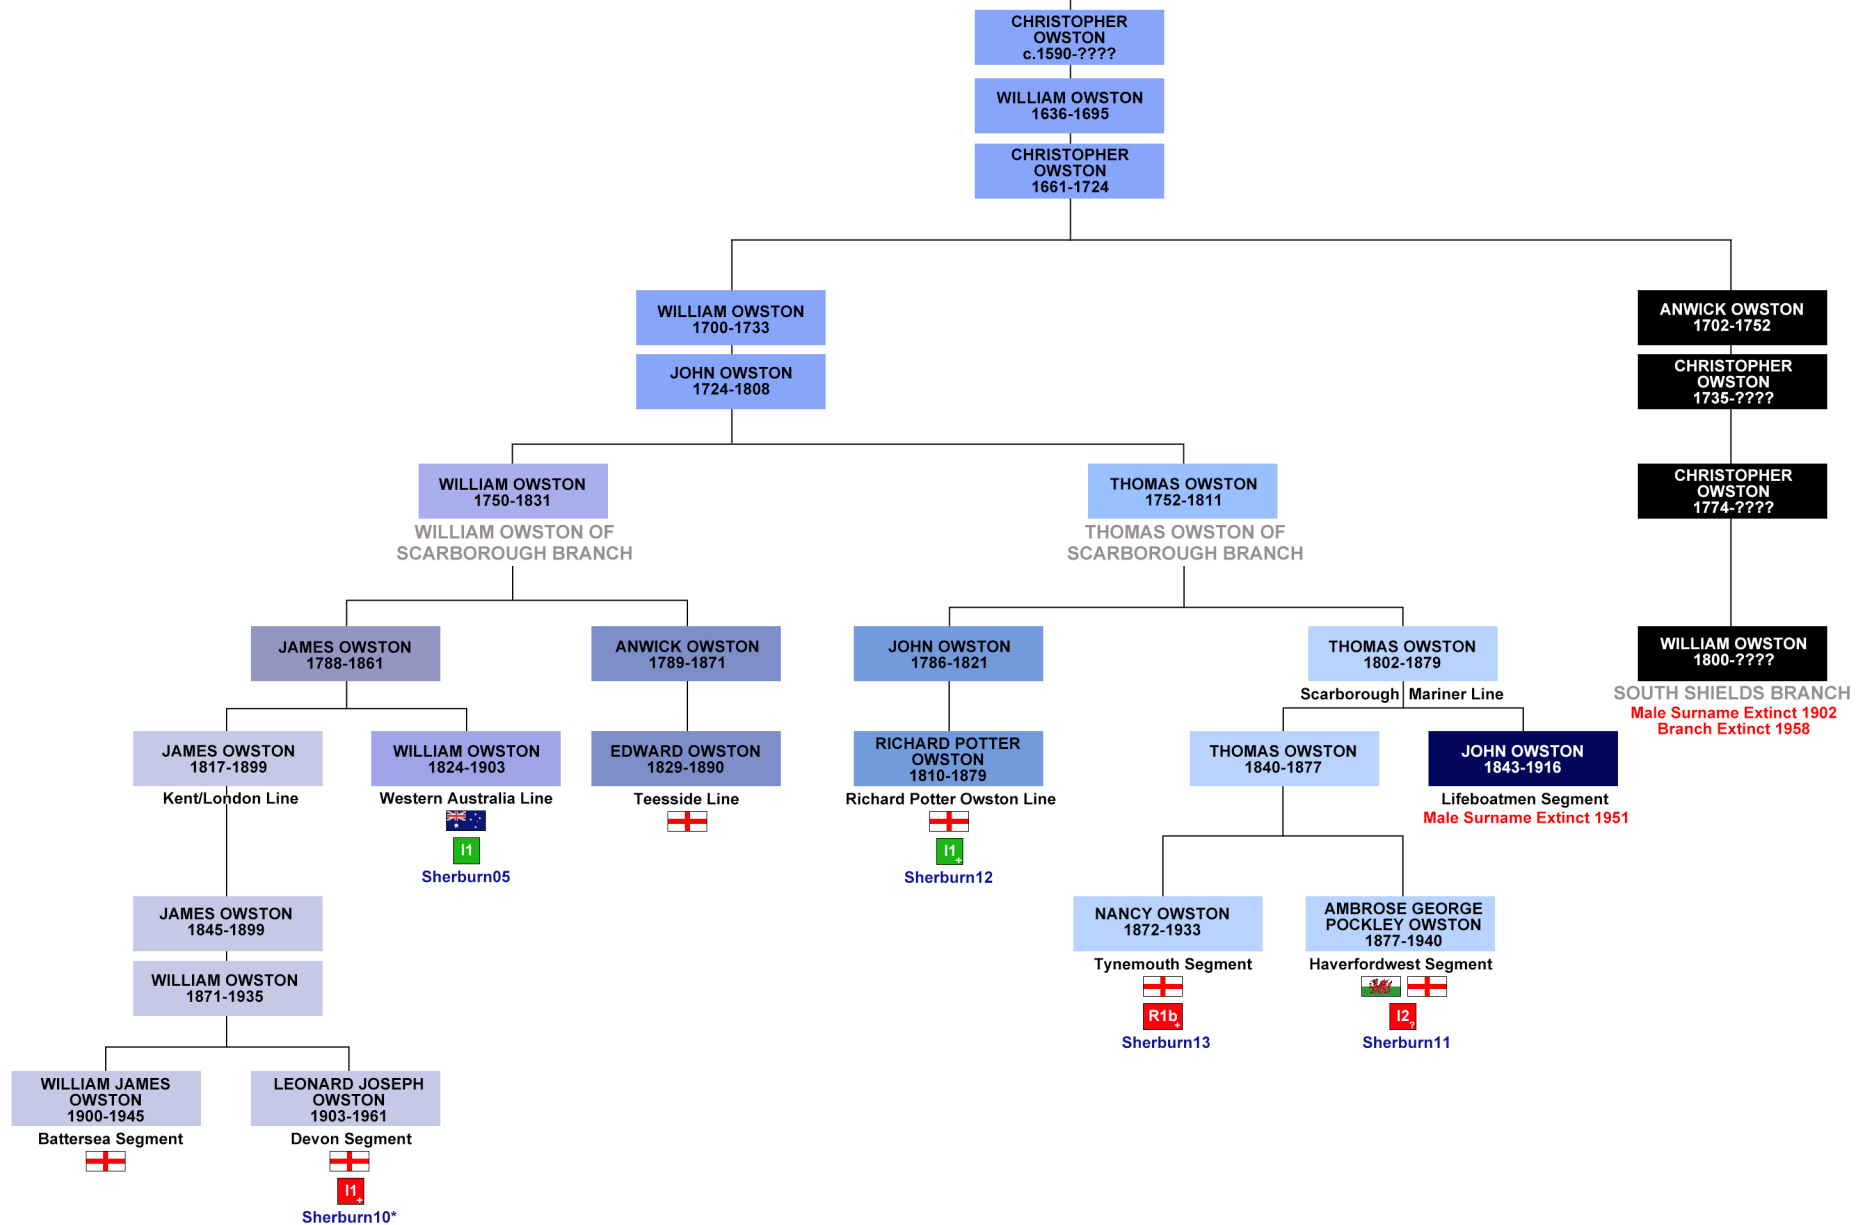 CHRISTOPHER
OWSTON
c.1590-????
WILLIAM OWSTON
1636-1695
CHRISTOPHER
OWSTON
1661-1724
WILLIAM OWSTON
1700-1733
ANWICK OWSTON
1702-1752
JOHN OWSTON
1724-1808
CHRISTOPHER
OWSTON
1735-????
WILLIAM OWSTON
1750-1831
WILLIAM OWSTON OF
SCARBOROUGH BRANCH
THOMAS OWSTON
1752-1811
THOMAS OWSTON OF
SCARBOROUGH BRANCH
CHRISTOPHER
OWSTON
1774-????
JAMES OWSTON
1788-1861
ANWICK OWSTON
1789-1871
JOHN OWSTON
1786-1821
THOMAS OWSTON
1802-1879
Scarborough Mariner Line
WILLIAM OWSTON
1800-????
SOUTH SHIELDS BRANCH
Male Surname Extinct 1902
Branch Extinct 1958
JAMES OWSTON
1817-1899
Kent/London Line
WILLIAM OWSTON
1824-1903
Western Australia Line
I1
Sherburn05
EDWARD OWSTON
1829-1890
Teesside Line
RICHARD POTTER
OWSTON
1810-1879
Richard Potter Owston Line
I1+
Sherburn12
THOMAS OWSTON
1840-1877
JOHN OWSTON
1843-1916
Lifeboatmen Segment
Male Surname Extinct 1951
JAMES OWSTON
1845-1899
NANCY OWSTON
1872-1933
Tynemouth Segment
R1b+
Sherburn13
AMBROSE GEORGE
POCKLEY OWSTON
1877-1940
Haverfordwest Segment
I2?
Sherburn11
WILLIAM OWSTON
1871-1935
WILLIAM JAMES
OWSTON
1900-1945
Battersea Segment
LEONARD JOSEPH
OWSTON
1903-1961
Devon Segment
I1+
Sherburn10*